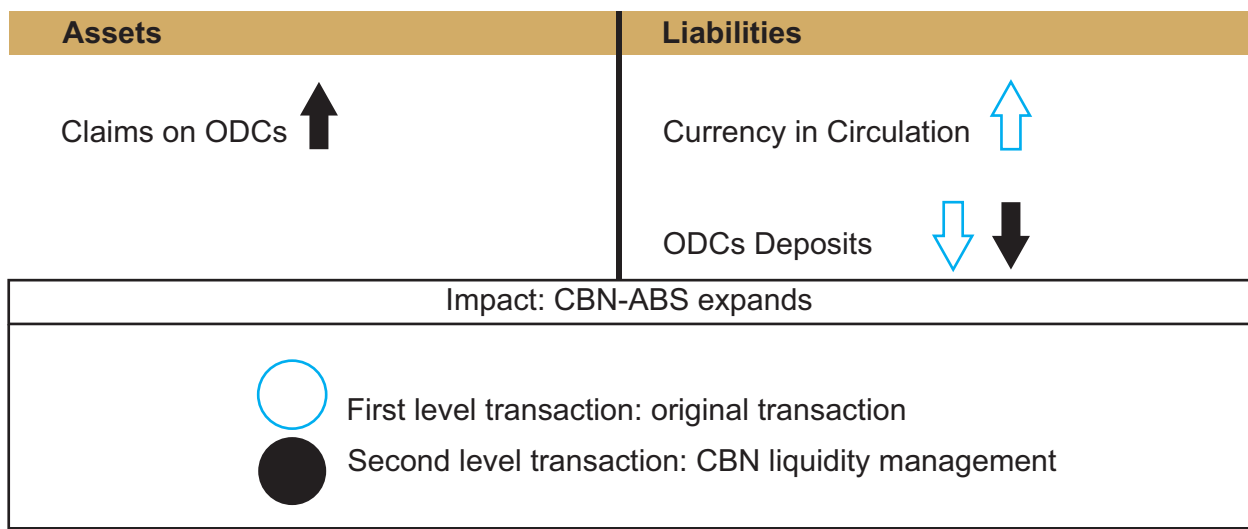 Assets
Liabilities
Claims on ODCs
Currency in Circulation
ODCs Deposits
Impact: CBN-ABS expands
First level transaction: original transaction
Second level transaction: CBN liquidity management